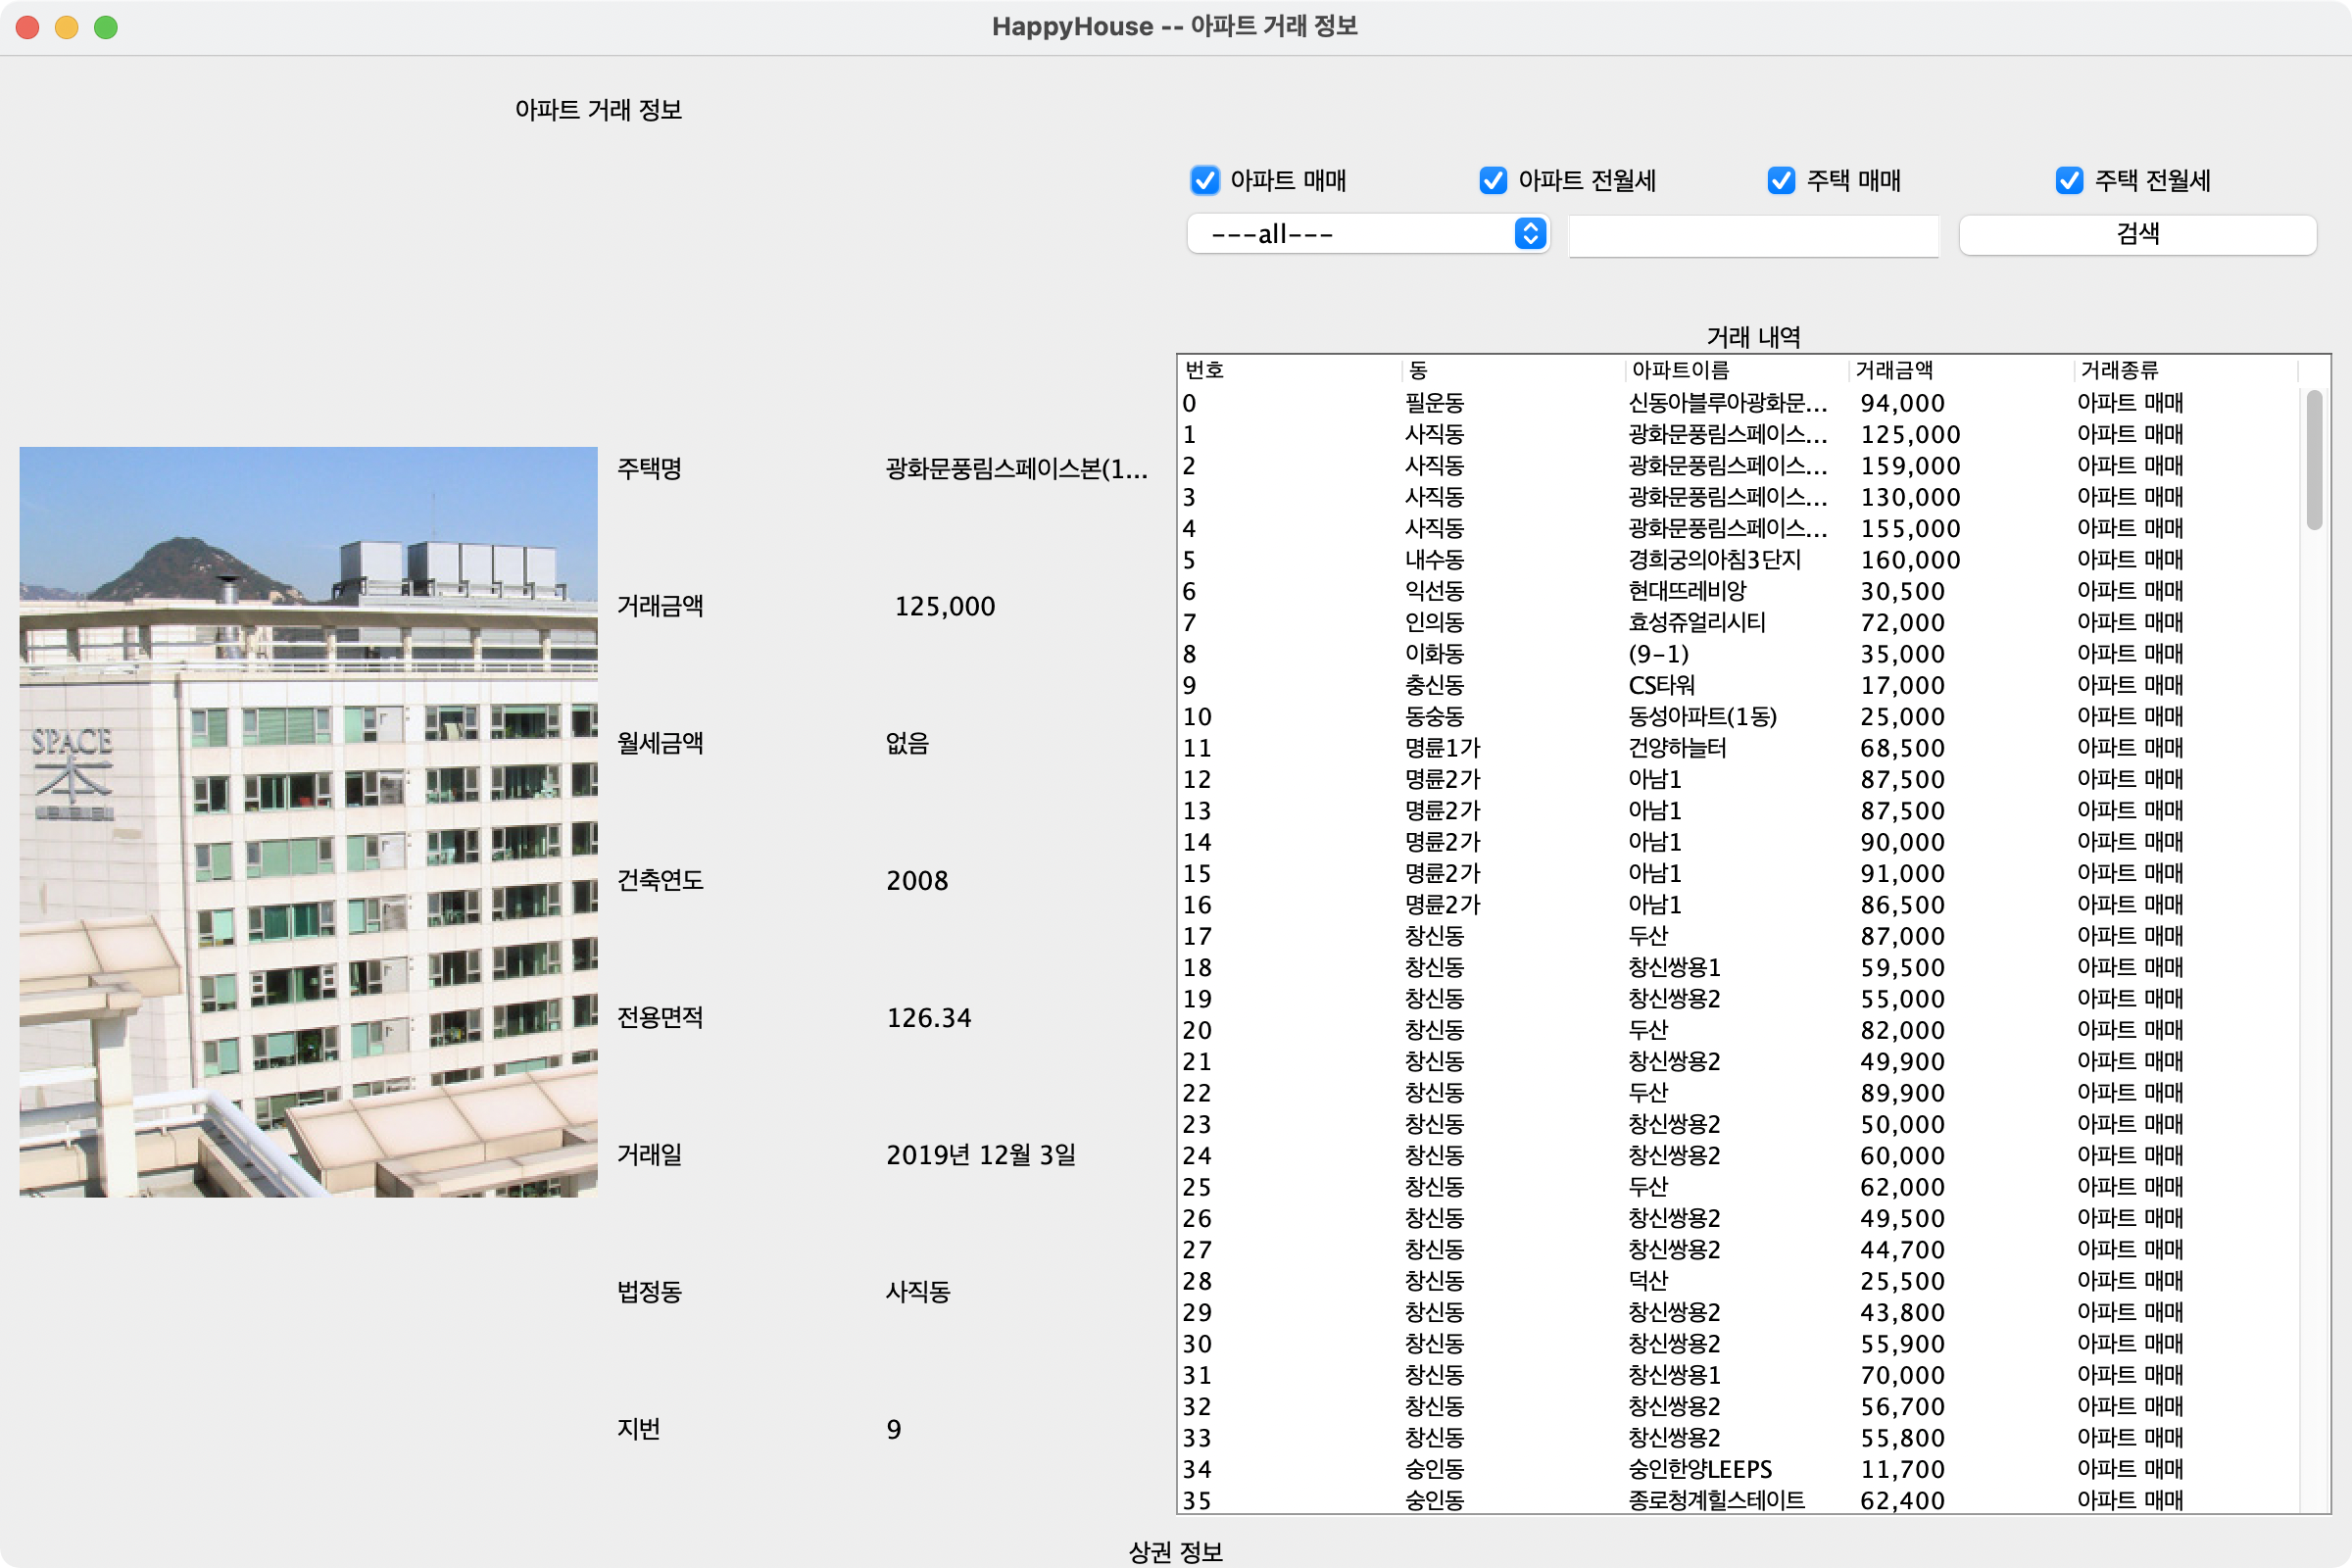 HappyHouse -- 아파트 거래 정보
아파트 거래 정보
아파트 매매 아파트 전월세 주택 매매 주택 전월세
---all--- 검색
거래 내역
번호 동 아파트이름 거래금액 거래종류
0 필운동 신동아블루아광화문... 94,000 아파트 매매
1 사직동 광화문풍림스페이스... 125,000 아파트 매매
2 사직동 광화문풍림스페이스... 159,000 아파트 매매
3 사직동 광화문풍림스페이스... 130,000 아파트 매매
4 사직동 광화문풍림스페이스... 155,000 아파트 매매
5 내수동 경희궁의아침3단지 160,000 아파트 매매
6 익선동 현대뜨레비앙 30,500 아파트 매매
7 인의동 효성쥬얼리시티 72,000 아파트 매매
8 이화동 (9-1) 35,000 아파트 매매
9 충신동 CS타워 17,000 아파트 매매
10 동숭동 동성아파트(1동) 25,000 아파트 매매
11 명륜1가 건양하늘터 68,500 아파트 매매
12 명륜2가 아남1 87,500 아파트 매매
13 명륜2가 아남1 87,500 아파트 매매
14 명륜2가 아남1 90,000 아파트 매매
15 명륜2가 아남1 91,000 아파트 매매
16 명륜2가 아남1 86,500 아파트 매매
17 창신동 두산 87,000 아파트 매매
18 창신동 창신쌍용1 59,500 아파트 매매
19 창신동 창신쌍용2 55,000 아파트 매매
20 창신동 두산 82,000 아파트 매매
21 창신동 창신쌍용2 49,900 아파트 매매
22 창신동 두산 89,900 아파트 매매
23 창신동 창신쌍용2 50,000 아파트 매매
24 창신동 창신쌍용2 60,000 아파트 매매
25 창신동 두산 62,000 아파트 매매
26 창신동 창신쌍용2 49,500 아파트 매매
27 창신동 창신쌍용2 44,700 아파트 매매
28 창신동 덕산 25,500 아파트 매매
29 창신동 창신쌍용2 43,800 아파트 매매
30 창신동 창신쌍용2 55,900 아파트 매매
31 창신동 창신쌍용1 70,000 아파트 매매
32 창신동 창신쌍용2 56,700 아파트 매매
33 창신동 창신쌍용2 55,800 아파트 매매
34 숭인동 숭인한양LEEPS 11,700 아파트 매매
35 숭인동 종로청계힐스테이트 62,400 아파트 매매
SPACE
本
주택명 광화문풍림스페이스본(1...
거래금액 125,000
월세금액 없음
건축연도 2008
전용면적 126.34
거래일 2019년 12월 3일
법정동 사직동
지번 9
상권 정보